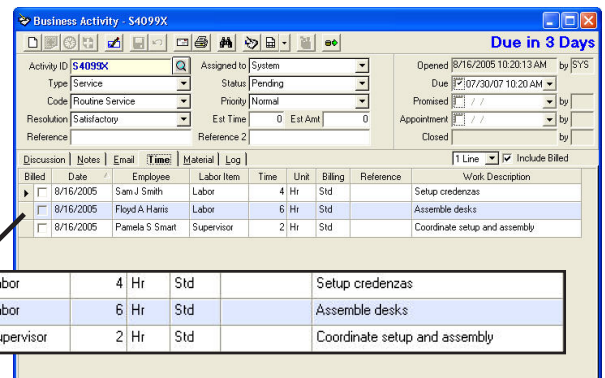 Business Activity - S4099X
Due in 3 Days
Activity ID S4099X Assigned to System Opened 8/16/2005 10:20:13 AM by SYS
Type Service Status Pending Due 07/30/07 10:20 AM
Code Routine Service Priority Normal Promised / / by
Resolution Satisfactory Est Time 0 Est Amt 0 Appointment / / by
Reference Reference 2 Closed by
Discussion Notes Email Time Material Log 1 Line Include Billed
Billed Date Employee Labor Item Time Unit Billing Reference Work Description
8/16/2005 Sam J Smith Labor 4 Hr Std Setup credenzas
8/16/2005 Floyd A Harris Labor 6 Hr Std Assemble desks
8/16/2005 Pamela S Smart Supervisor 2 Hr Std Coordinate setup and assembly
abor 4 Hr Std Setup credenzas
abor 6 Hr Std Assemble desks
upervisor 2 Hr Std Coordinate setup and assembly